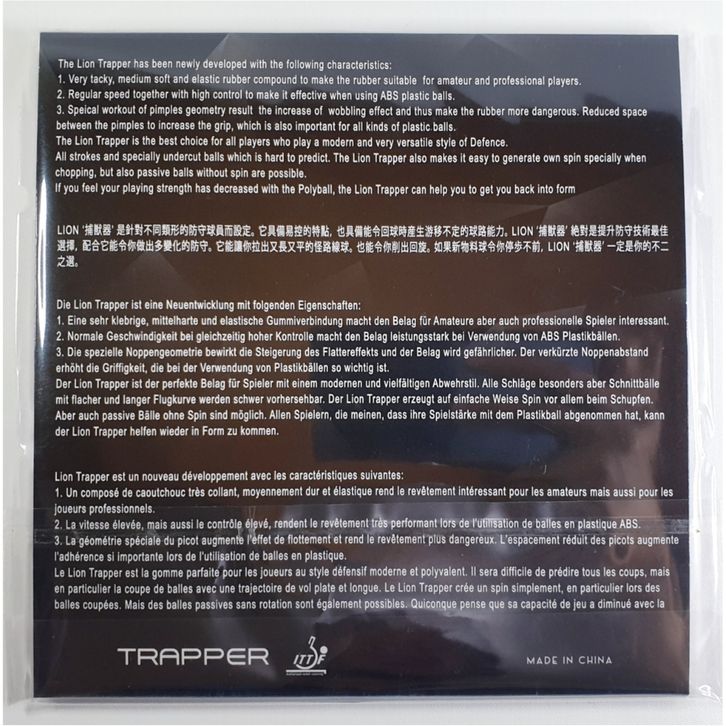 The Lion Trapper has been newly developed with the following characteristics:
1. Very tacky, medium soft and elastic rubber compound to make the rubber suitable for amateur and professional players.
2. Regular speed together with high control to make it effective when using ABS plastic balls.
3. Speical workout of pimples geometry result the increase of wobbling effect and thus make the rubber more dangerous. Reduced space
between the pimples to increase the grip, which is also important for all kinds of plastic balls.
The Lion Trapper is the best choice for all players who play a modern and very versatile style of Defence.
All strokes and specially undercut balls which is hard to predict. The Lion Trapper also makes it easy to generate own spin specially when
chopping, but also passive balls without spin are possible.
If you feel your playing strength has decreased with the Polyball, the Lion Trapper can help you to get you back into form
LION '捕獸器' 是針對不同類形的防守球員而設定。它具備易控的特點，也具備能令回球時産生游移不定的球路能力。LION '捕獸器' 絶對是提升防守技術最佳
選擇，配合它能令你做出多變化的防守。它能讓你拉出又長又平的怪路線球。也能令你削出回旋。如果新物料球令你停步不前，LION '捕獸器' 一定是你的不二
之選。
Die Lion Trapper ist eine Neuentwicklung mit folgenden Eigenschaften:
1. Eine sehr klebrige, mittelharte und elastische Gummiverbindung macht den Belag für Amateure aber auch professionelle Spieler interessant.
2. Normale Geschwindigkeit bei gleichzeitig hoher Kontrolle macht den Belag leistungsstark bei Verwendung von ABS Plastikbällen.
3. Die spezielle Noppengeometrie bewirkt die Steigerung des Flattereffekts und der Belag wird gefährlicher. Der verkürzte Noppenabstand
erhöht die Griffigkeit, die bei der Verwendung von Plastikbällen so wichtig ist.
Der Lion Trapper ist der perfekte Belag für Spieler mit einem modernen und vielfältigen Abwehrstil. Alle Schläge besonders aber Schnittbälle
mit flacher und langer Flugkurve werden schwer vorhersehbar. Der Lion Trapper erzeugt auf einfache Weise Spin vor allem beim Schupfen.
Aber auch passive Bälle ohne Spin sind möglich. Allen Spielern, die meinen, dass ihre Spielstärke mit dem Plastikball abgenommen hat, kann
der Lion Trapper helfen wieder in Form zu kommen.
Lion Trapper est un nouveau développement avec les caractéristiques suivantes:
1. Un composé de caoutchouc très collant, moyennement dur et élastique rend le revêtement intéressant pour les amateurs mais aussi pour les
joueurs professionnels.
2. La vitesse élevée, mais aussi le contrôle élevé, rendent le revêtement très performant lors de l'utilisation de balles en plastique ABS.
3. La géométrie spéciale du picot augmente l'effet de flottement et rend le revêtement plus dangereux. L'espacement réduit des picots augmente
l'adhérence si importante lors de l'utilisation de balles en plastique.
Le Lion Trapper est la gomme parfaite pour les joueurs au style défensif moderne et polyvalent. Il sera difficile de prédire tous les coups, mais
en particulier la coupe de balles avec une trajectoire de vol plate et longue. Le Lion Trapper crée un spin simplement, en particulier lors des
balles coupées. Mais des balles passives sans rotation sont également possibles. Quiconque pense que sa capacité de jeu a diminué avec la
TRAPPER
ITTF
MADE IN CHINA